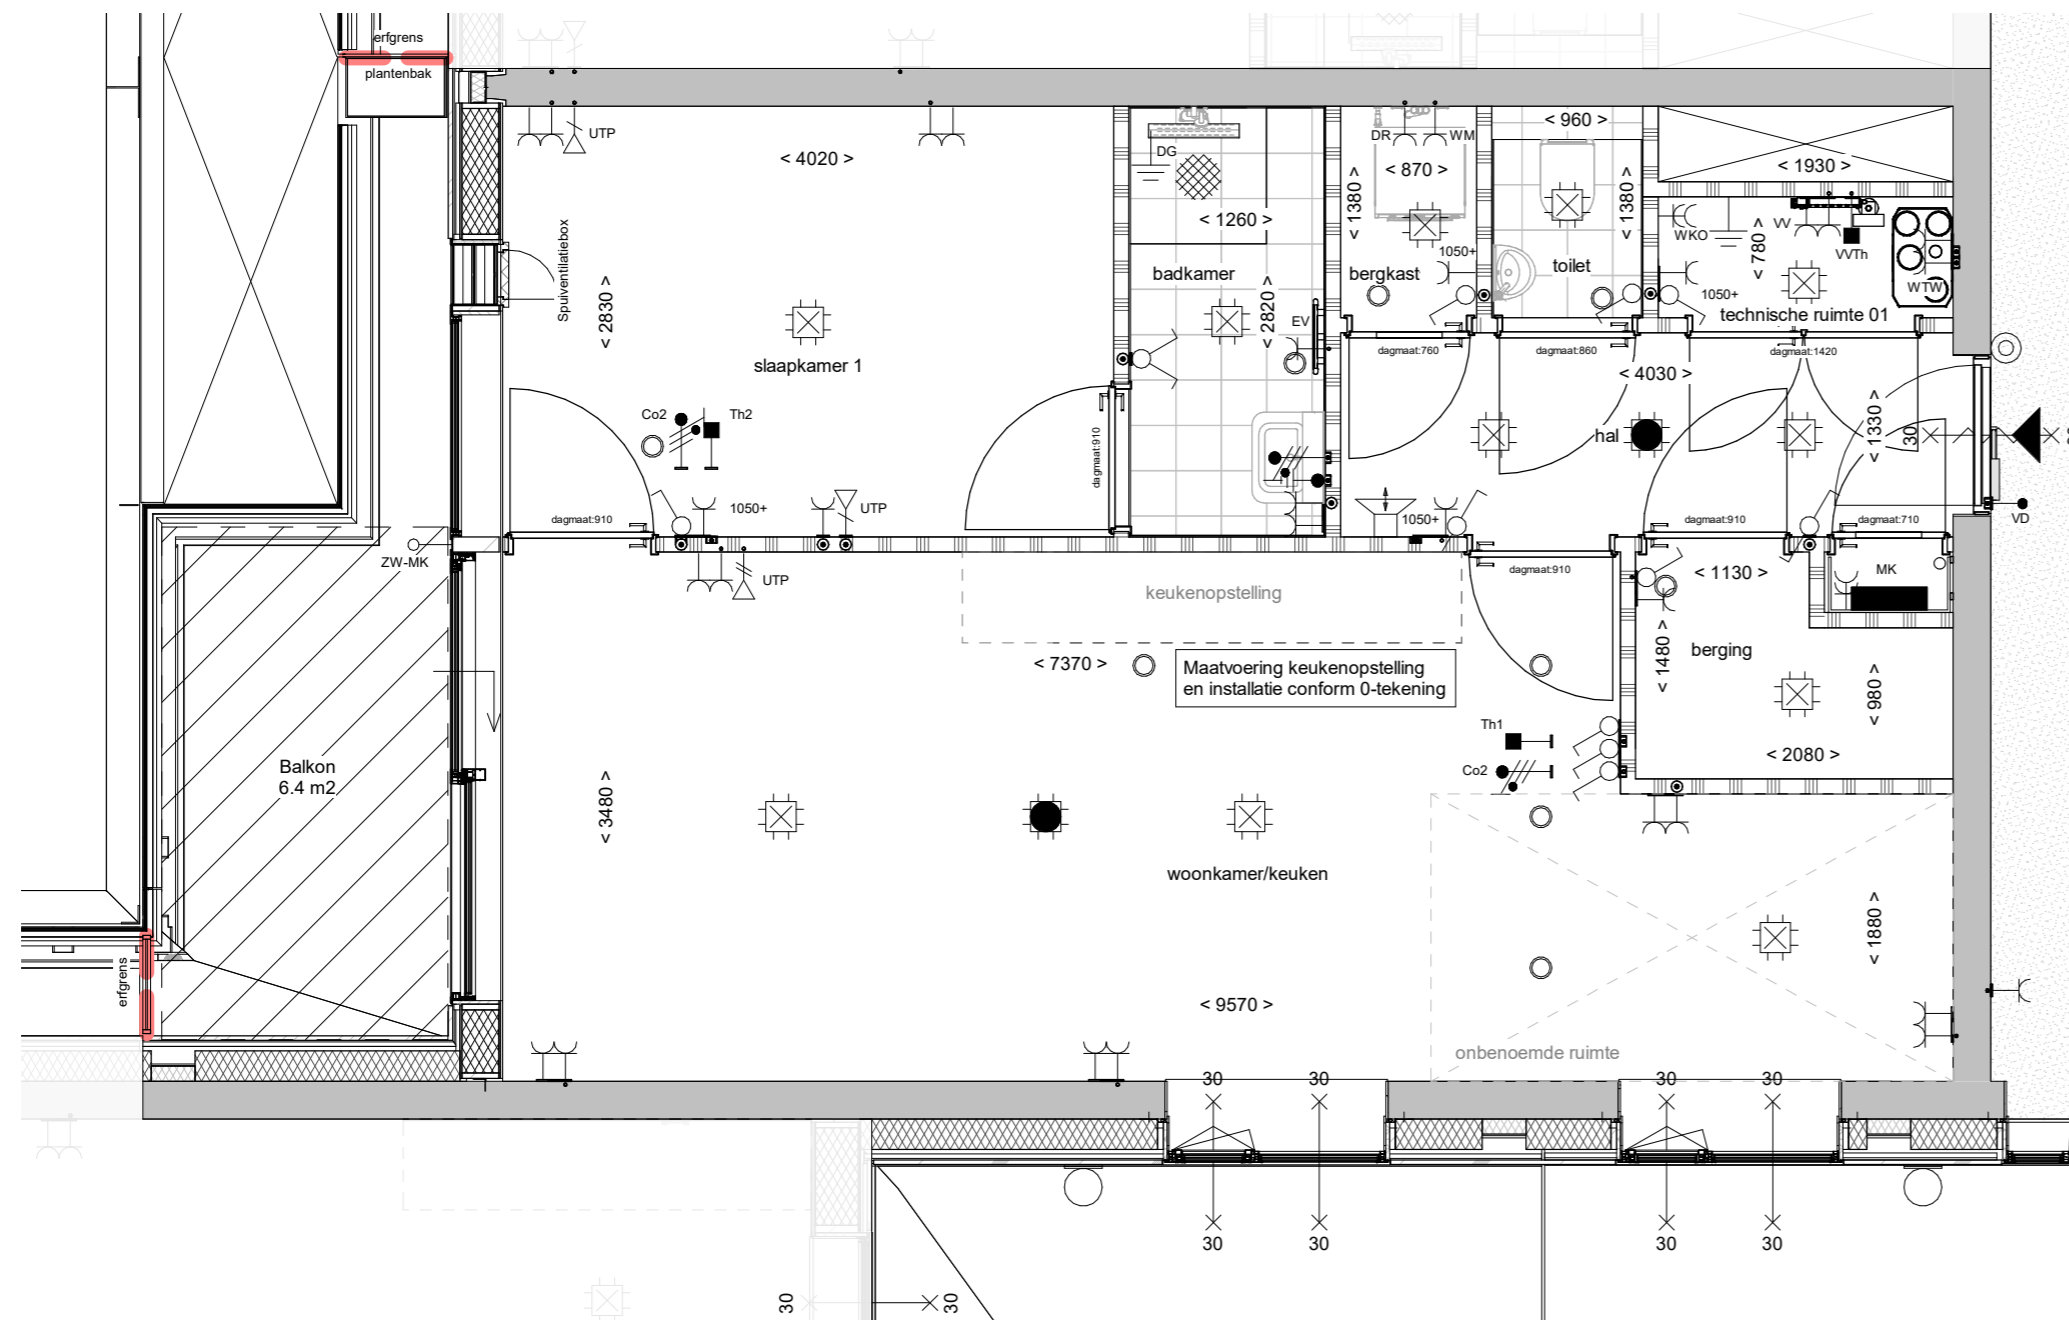 erfgrens
plantenbak
UTP
< 4020 >
DG
DR
WM
< 960 >
< 870 >
< 1380 >
< 1380 >
< 1930 >
< 1260 >
WKO
VV
< 780 >
VVTh
WTW
1050+
1050+
Spuiventilatiebox
< 2830 >
badkamer
bergkast
toilet
technische ruimte 01
< 2820 >
EV
slaapkamer 1
dagmaat:760
dagmaat:860
dagmaat:1420
< 4030 >
Co2
Th2
hal
< 1330 >
30
dagmaat:910
dagmaat:910
1050+
UTP
1050+
dagmaat:910
dagmaat:710
VD
ZW-MK
UTP
keukenopstelling
dagmaat:910
< 1130 >
MK
< 7370 >
Maatvoering keukenopstelling
en installatie conform 0-tekening
< 1480 >
berging
< 980 >
Th1
Co2
< 2080 >
Balkon
6.4 m2
< 3480 >
woonkamer/keuken
< 1880 >
erfgrens
< 9570 >
onbenoemde ruimte
30
30
30
30
30
30
30
30
30
30